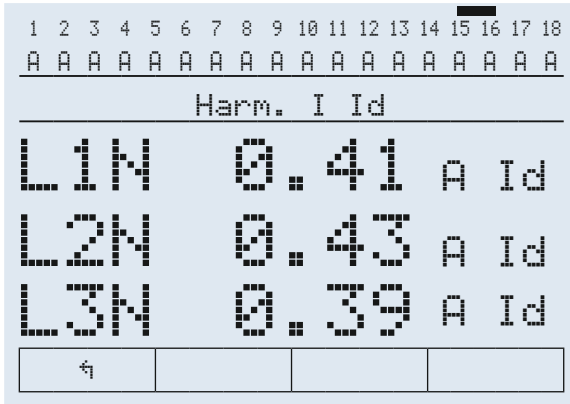 1 2 3 4 5 6 7 8 9 10 11 12 13 14 15 16 17 18
A A A A A A A A A A A A A A A A A A
Harm. I Id
L1N 0.41 A Id
L2N 0.43 A Id
L3N 0.39 A Id